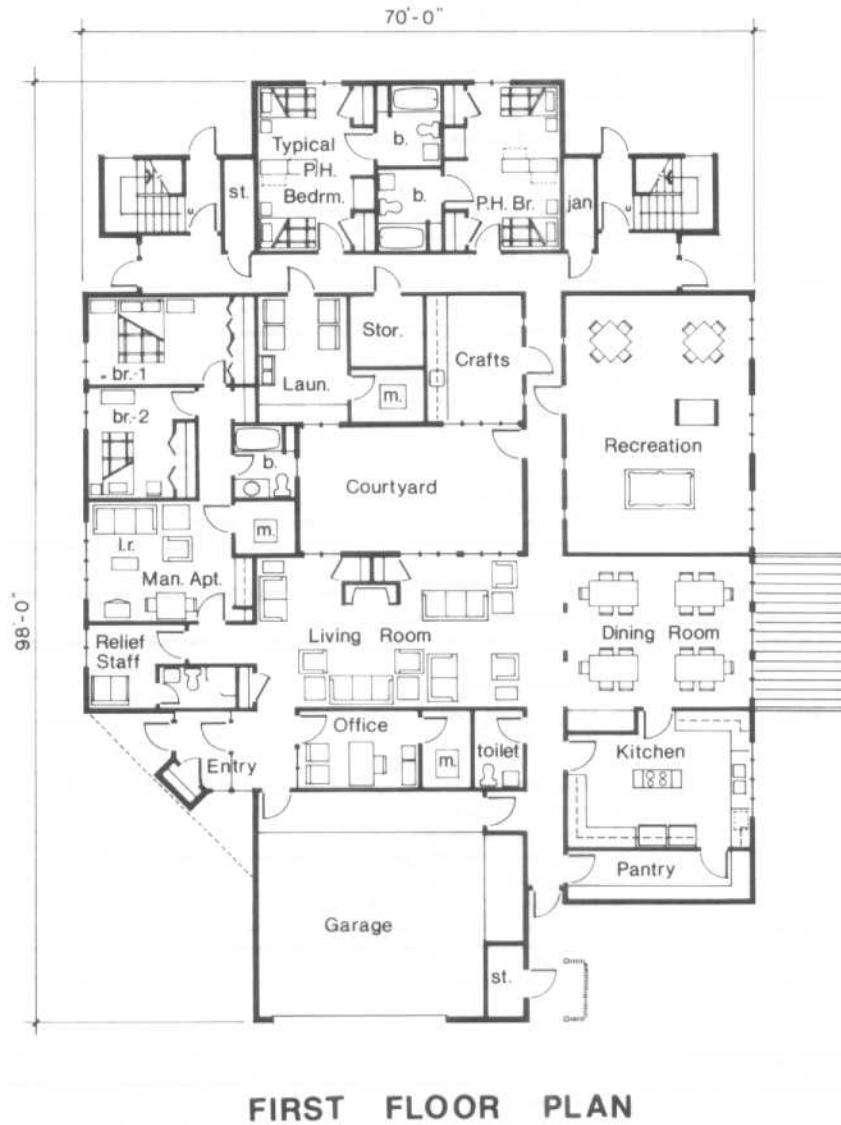 70'-0"
Typical
P.H.
Bedrm.
b.
st.
b.
P.H. Br.
jan.
br.-1
Stor.
Crafts
Laun.
m.
br.-2
Recreation
b.
Courtyard
m.
l.r.
Man. Apt.
98'-0"
Relief
Staff
Living Room
Dining Room
Office
toilet
Kitchen
Entry
m.
Pantry
Garage
st.
FIRST FLOOR PLAN